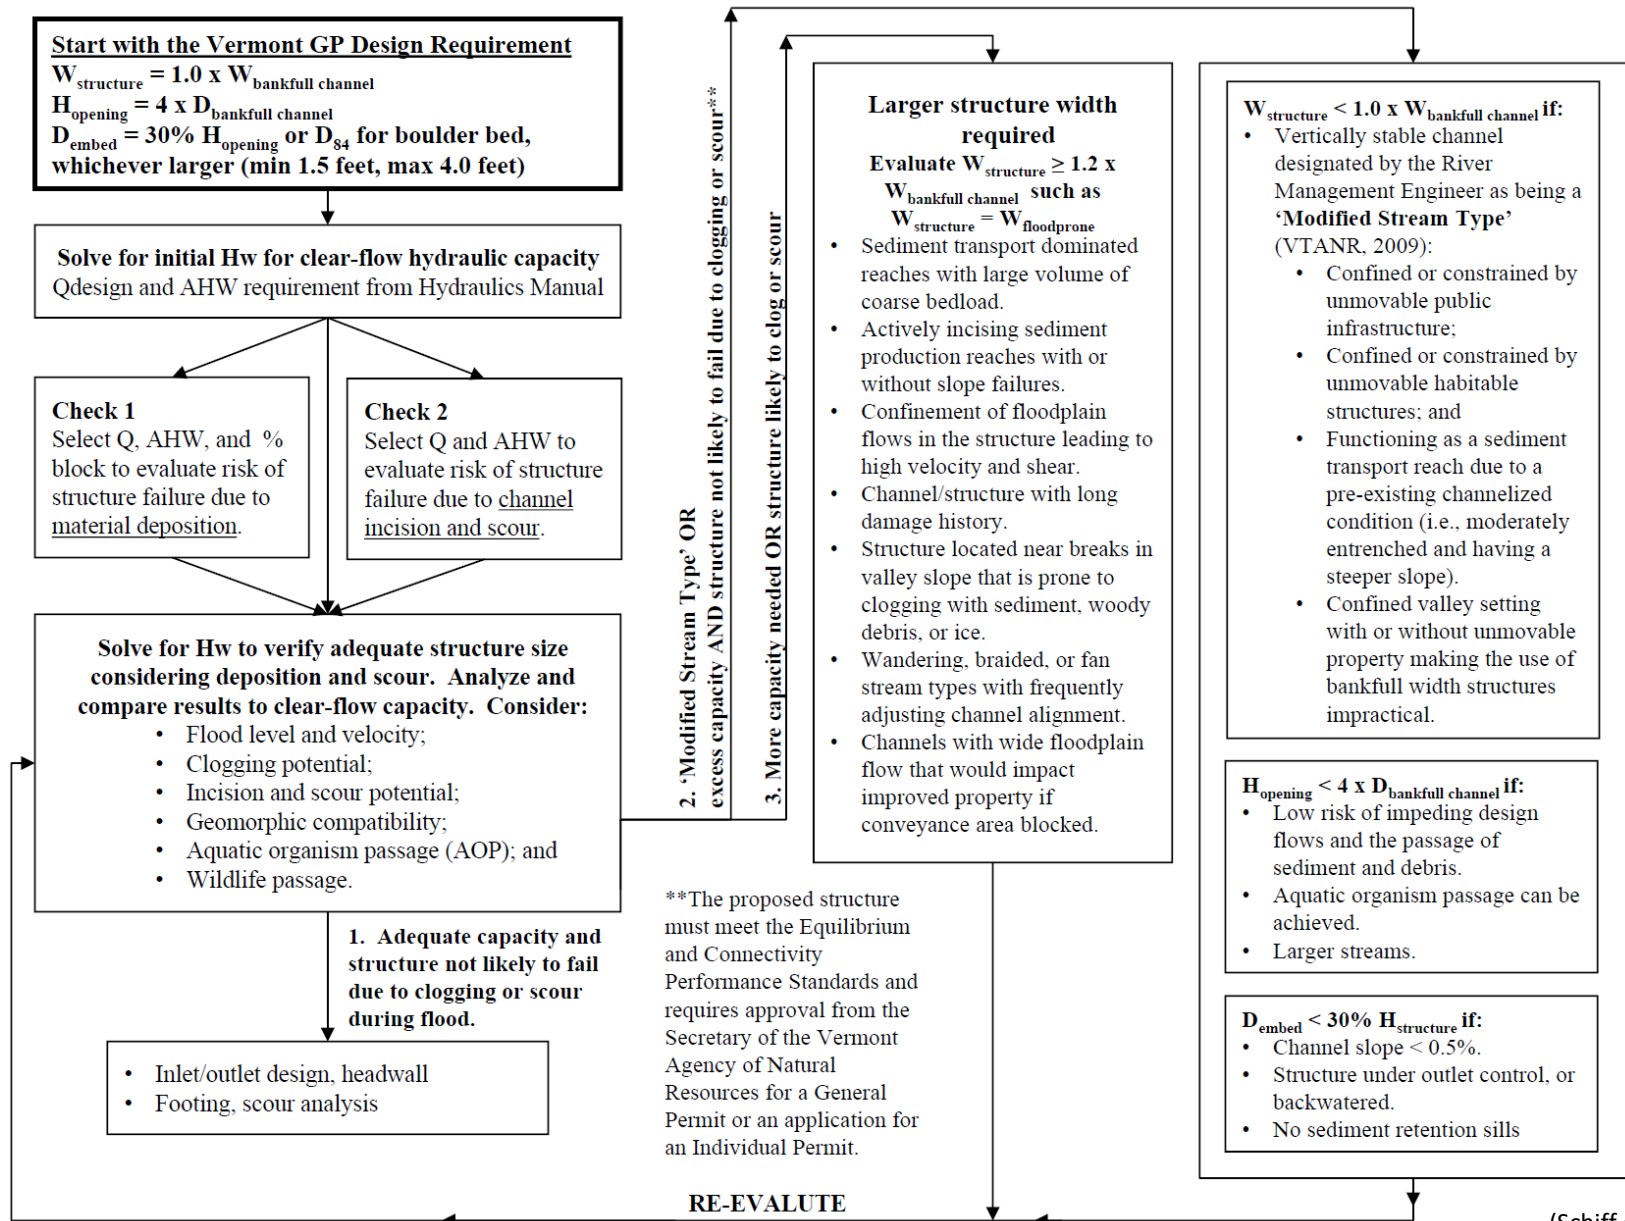 Start with the Vermont GP Design Requirement
Wstructure = 1.0 x Wbankfull channel
Hopening = 4 x Dbankfull channel
Dembed = 30% Hopening or D84 for boulder bed,
whichever larger (min 1.5 feet, max 4.0 feet)
Solve for initial Hw for clear-flow hydraulic capacity
Qdesign and AHW requirement from Hydraulics Manual
Check 1
Select Q, AHW, and %
block to evaluate risk of
structure failure due to
material deposition.
Check 2
Select Q and AHW to
evaluate risk of structure
failure due to channel
incision and scour.
Solve for Hw to verify adequate structure size
considering deposition and scour. Analyze and
compare results to clear-flow capacity. Consider:
• Flood level and velocity;
• Clogging potential;
• Incision and scour potential;
• Geomorphic compatibility;
• Aquatic organism passage (AOP); and
• Wildlife passage.
1. Adequate capacity and
structure not likely to fail
due to clogging or scour
during flood.
• Inlet/outlet design, headwall
• Footing, scour analysis
2. ‘Modified Stream Type’ OR
excess capacity AND structure not likely to fail due to clogging or scour**
3. More capacity needed OR structure likely to clog or scour
Larger structure width
required
Evaluate Wstructure ≥ 1.2 x
Wbankfull channel such as
Wstructure = Wfloodprone
• Sediment transport dominated
reaches with large volume of
coarse bedload.
• Actively incising sediment
production reaches with or
without slope failures.
• Confinement of floodplain
flows in the structure leading to
high velocity and shear.
• Channel/structure with long
damage history.
• Structure located near breaks in
valley slope that is prone to
clogging with sediment, woody
debris, or ice.
• Wandering, braided, or fan
stream types with frequently
adjusting channel alignment.
• Channels with wide floodplain
flow that would impact
improved property if
conveyance area blocked.
**The proposed structure
must meet the Equilibrium
and Connectivity
Performance Standards and
requires approval from the
Secretary of the Vermont
Agency of Natural
Resources for a General
Permit or an application for
an Individual Permit.
Wstructure < 1.0 x Wbankfull channel if:
• Vertically stable channel
designated by the River
Management Engineer as being a
‘Modified Stream Type’
(VTANR, 2009):
• Confined or constrained by
unmovable public
infrastructure;
• Confined or constrained by
unmovable habitable
structures; and
• Functioning as a sediment
transport reach due to a
pre-existing channelized
condition (i.e., moderately
entrenched and having a
steeper slope).
• Confined valley setting
with or without unmovable
property making the use of
bankfull width structures
impractical.
Hopening < 4 x Dbankfull channel if:
• Low risk of impeding design
flows and the passage of
sediment and debris.
• Aquatic organism passage can be
achieved.
• Larger streams.
Dembed < 30% Hstructure if:
• Channel slope < 0.5%.
• Structure under outlet control, or
backwatered.
• No sediment retention sills
RE-EVALUTE
(Schiff